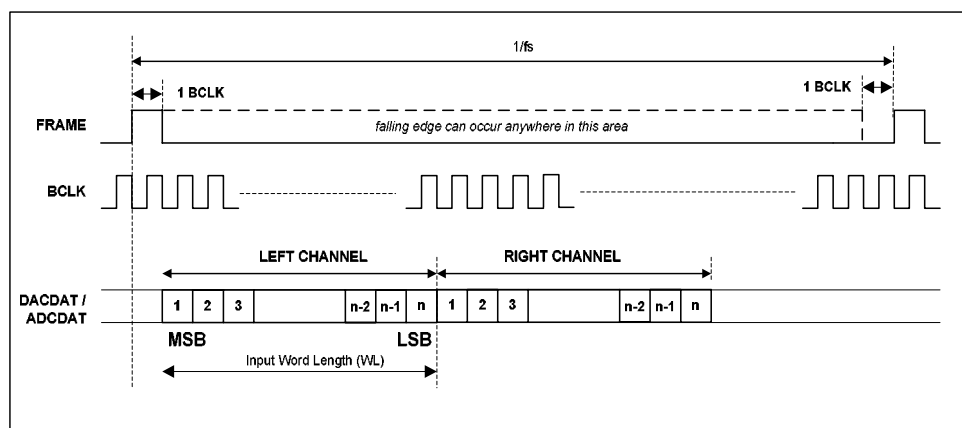 1/fs
1 BCLK
1 BCLK
FRAME
falling edge can occur anywhere in this area
BCLK
LEFT CHANNEL
RIGHT CHANNEL
DACDAT /
ADCDAT
1 2 3 n-2 n-1 n 1 2 3 n-2 n-1 n
MSB LSB
Input Word Length (WL)